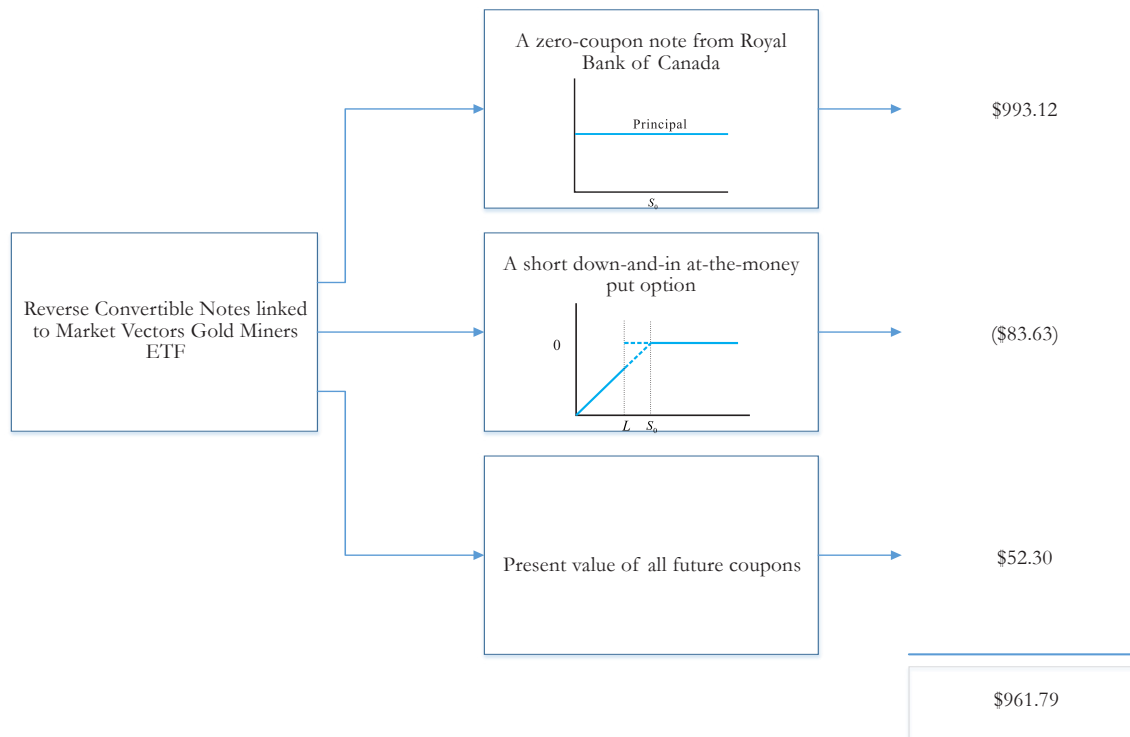 A zero-coupon note from Royal
Bank of Canada
Principal
S₀
$993.12
Reverse Convertible Notes linked
to Market Vectors Gold Miners
ETF
A short down-and-in at-the-money
put option
0
L S₀
($83.63)
Present value of all future coupons
$52.30
$961.79